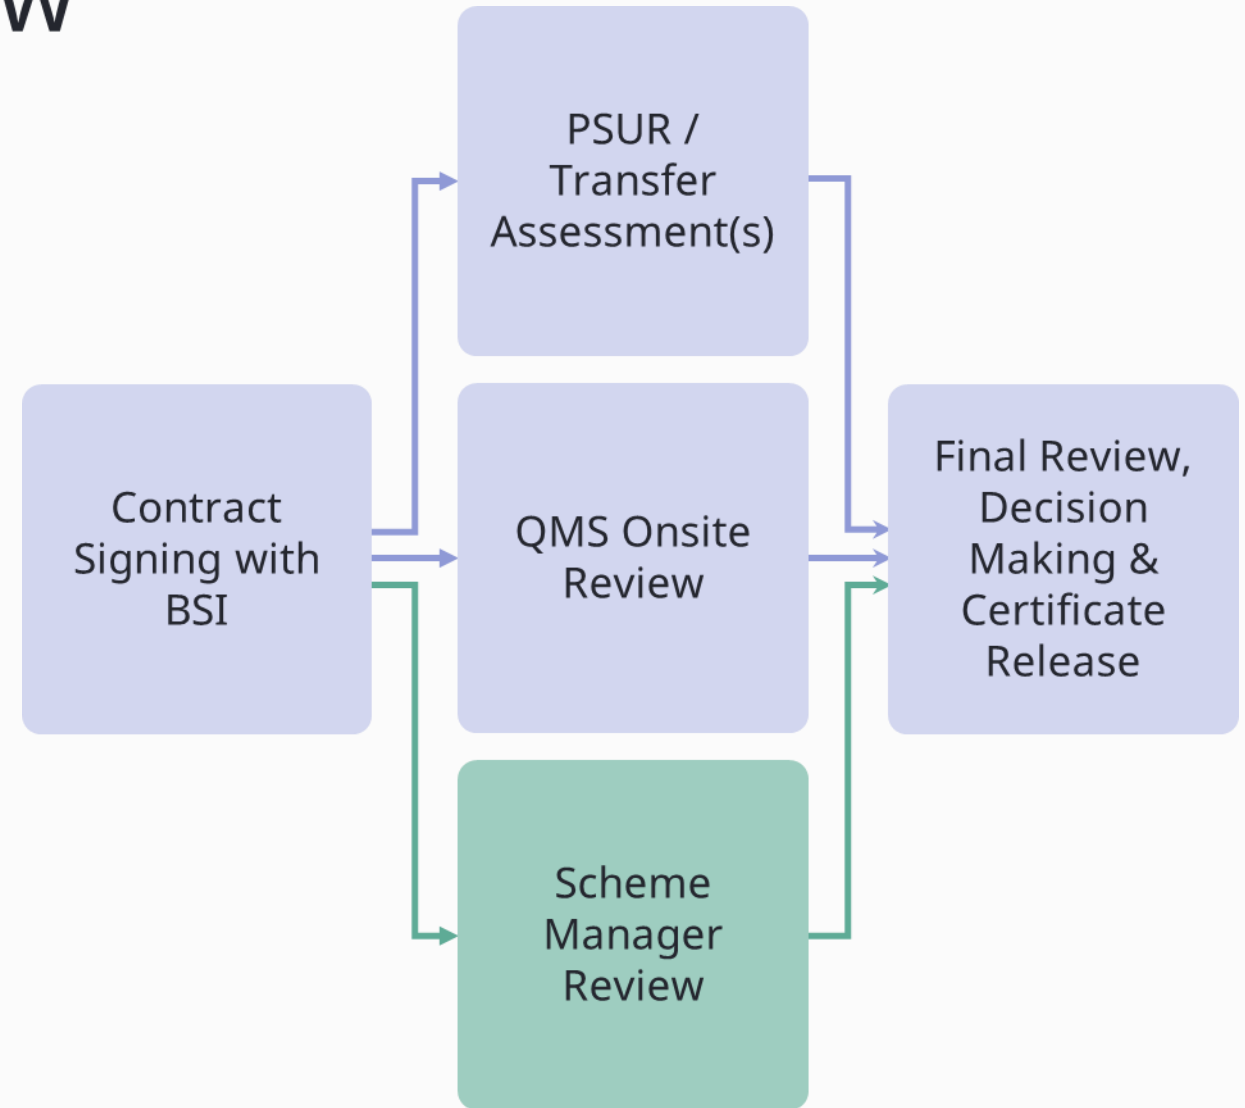 PSUR /
Transfer
Assessment(s)
Contract
Signing with
BSI
QMS Onsite
Review
Final Review,
Decision
Making &
Certificate
Release
Scheme
Manager
Review